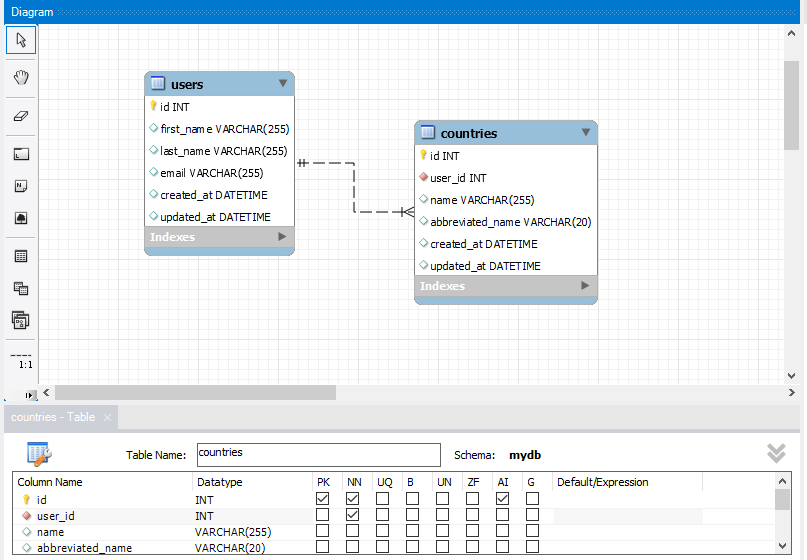 Diagram
users
id INT
first_name VARCHAR(255)
last_name VARCHAR(255)
email VARCHAR(255)
created_at DATETIME
updated_at DATETIME
Indexes
countries
id INT
user_id INT
name VARCHAR(255)
abbreviated_name VARCHAR(20)
created_at DATETIME
updated_at DATETIME
Indexes
1:1
countries - Table
Table Name: countries Schema: mydb
Column Name Datatype PK NN UQ B UN ZF AI G Default/Expression
id INT
user_id INT
name VARCHAR(255)
abbreviated_name VARCHAR(20)